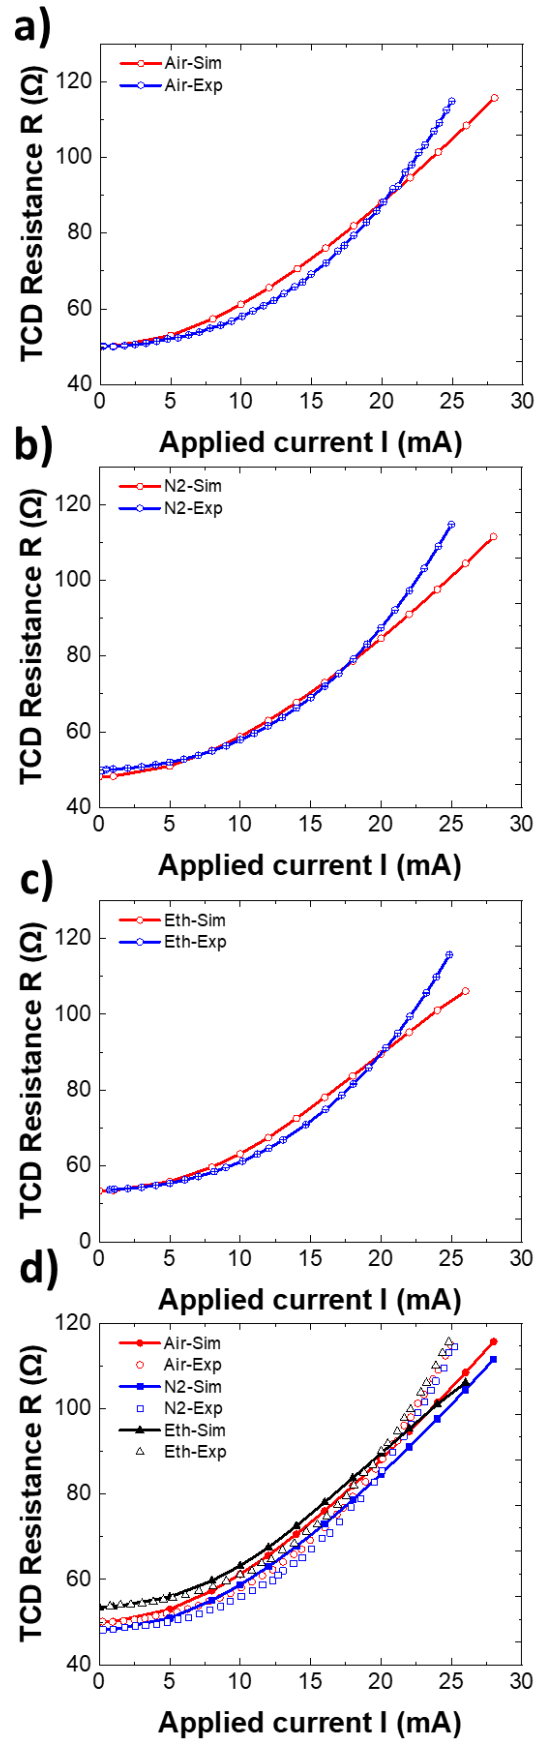 a)
TCD Resistance R (Ω)
120
100
80
60
40
Air-Sim
Air-Exp
0 5 10 15 20 25 30
Applied current I (mA)
b)
TCD Resistance R (Ω)
120
100
80
60
40
N2-Sim
N2-Exp
0 5 10 15 20 25 30
Applied current I (mA)
c)
TCD Resistance R (Ω)
120
100
80
60
0
Eth-Sim
Eth-Exp
0 5 10 15 20 25 30
Applied current I (mA)
d)
TCD Resistance R (Ω)
120
100
80
60
40
Air-Sim
Air-Exp
N2-Sim
N2-Exp
Eth-Sim
Eth-Exp
0 5 10 15 20 25 30
Applied current I (mA)